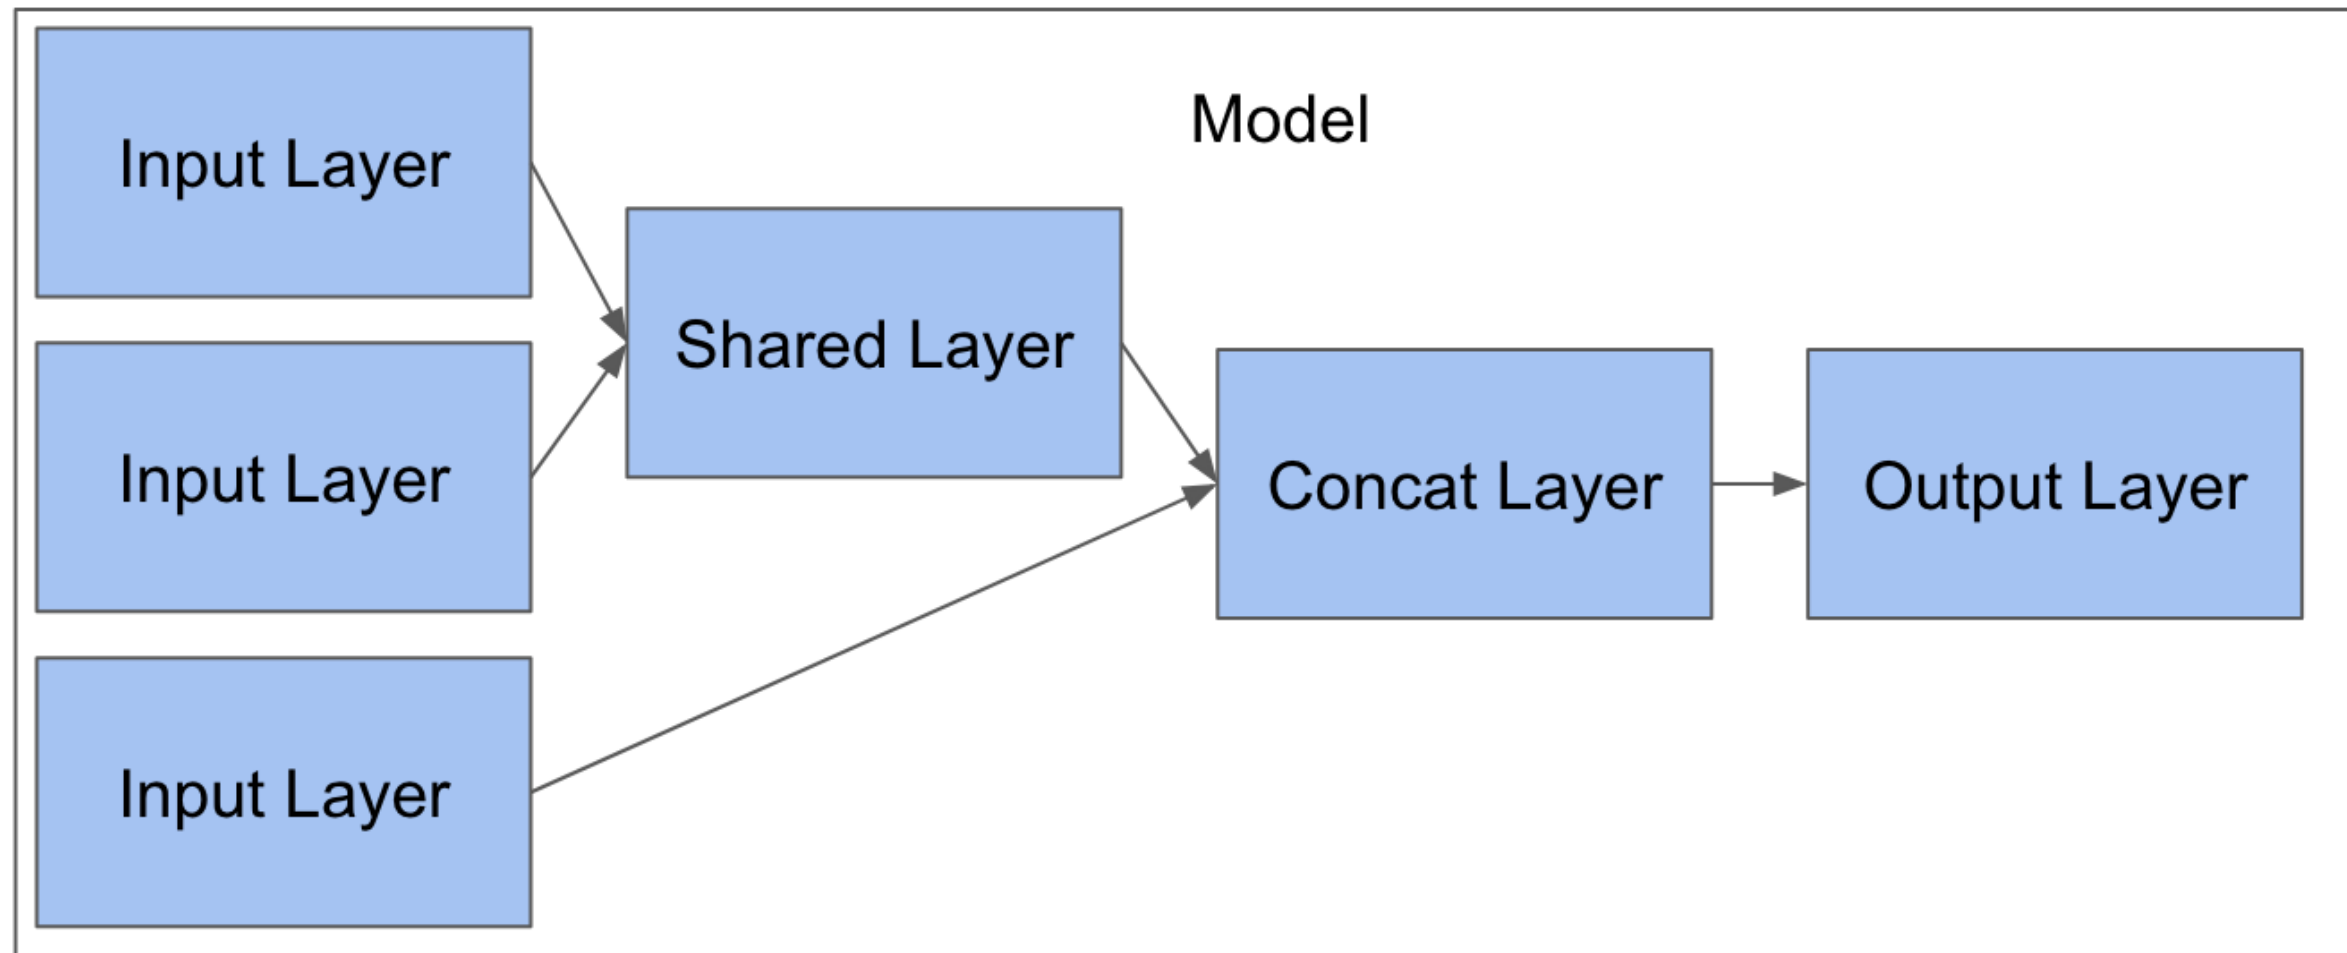 Model
Input Layer
Input Layer
Input Layer
Shared Layer
Concat Layer
Output Layer